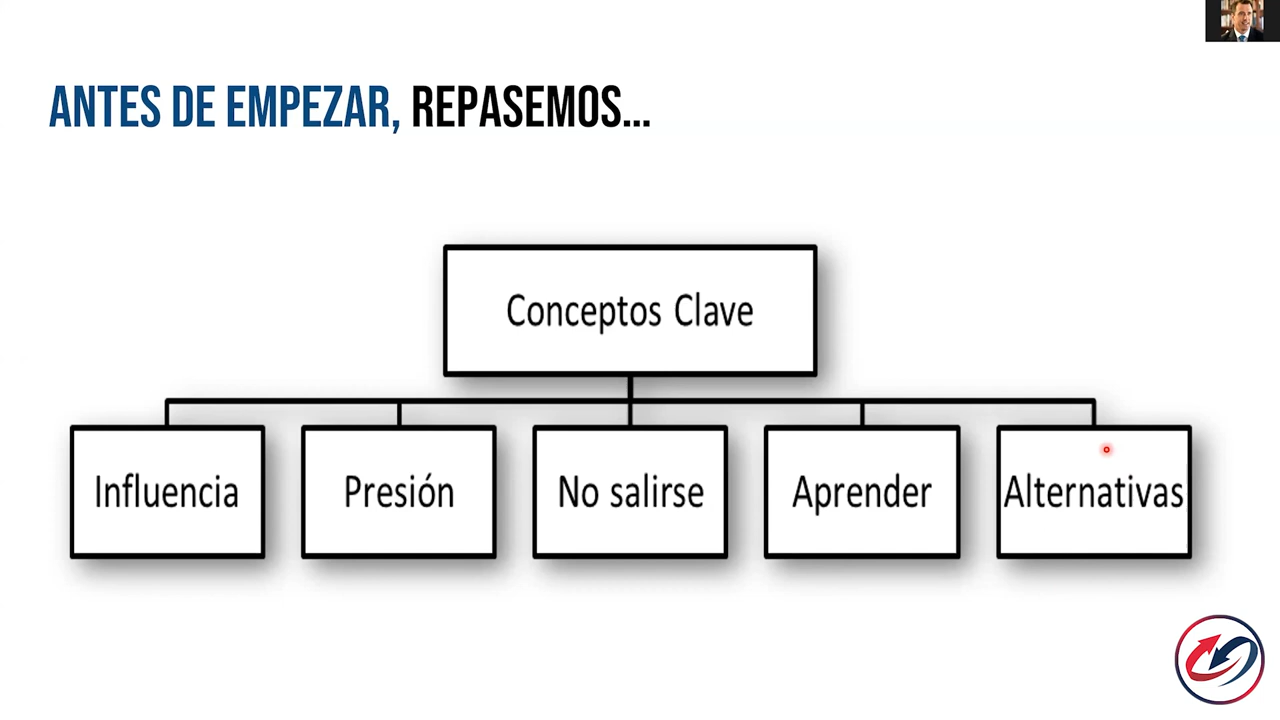 ANTES DE EMPEZAR, REPASEMOS...
Conceptos Clave
Influencia
Presión
No salirse
Aprender
Alternativas